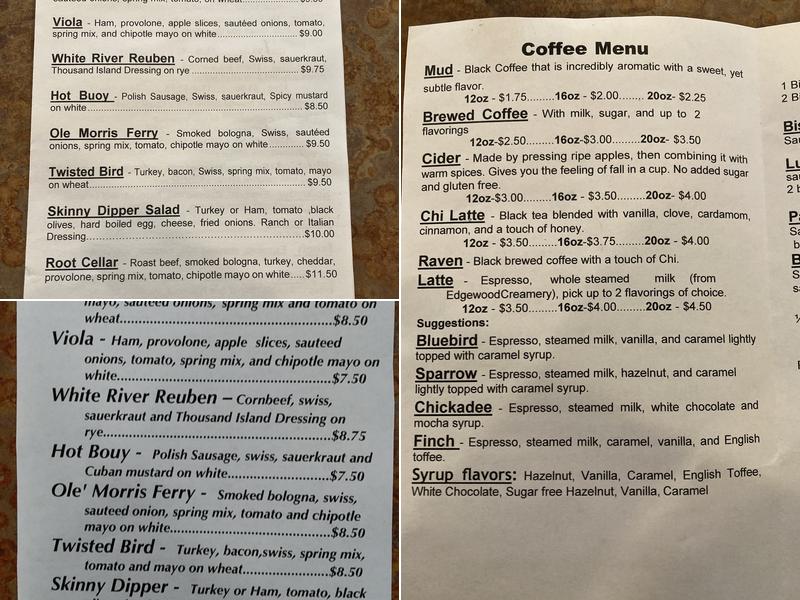 mayo on white........$9.00
Viola - Ham, provolone, apple slices, sautéed onions, tomato,
spring mix, and chipotle mayo on white........$9.00
White River Reuben - Corned beef, Swiss, sauerkraut,
Thousand Island Dressing on rye........$9.75
Hot Buoy - Polish Sausage, Swiss, sauerkraut, Spicy mustard
on white........$8.50
Ole Morris Ferry - Smoked bologna, Swiss, sautéed
onions, spring mix, tomato, chipotle mayo on white........$9.50
Twisted Bird - Turkey, bacon, Swiss, spring mix, tomato, mayo
on wheat........$9.50
Skinny Dipper Salad - Turkey or Ham, tomato ,black
olives, hard boiled egg, cheese, fried onions. Ranch or Italian
Dressing........$10.00
Root Cellar - Roast beef, smoked bologna, turkey, cheddar,
provolone, spring mix, tomato, chipotle mayo on white.....$11.50
mayo, sauteed onions, spring mix and tomato on
wheat........$8.50
Viola - Ham, provolone, apple slices, sauteed
onions, tomato, spring mix, and chipotle mayo on
white........$7.50
White River Reuben – Cornbeef, swiss,
sauerkraut and Thousand Island Dressing on
rye........$8.75
Hot Bouy - Polish Sausage, swiss, sauerkraut and
Cuban mustard on white........$7.50
Ole' Morris Ferry - Smoked bologna, swiss,
sauteed onion, spring mix, tomato and chipotle
mayo on white........$8.50
Twisted Bird - Turkey, bacon,swiss, spring mix,
tomato and mayo on wheat........$8.50
Skinny Dipper - Turkey or Ham, tomato, black
Coffee Menu
Mud - Black Coffee that is incredibly aromatic with a sweet, yet
subtle flavor.
12oz - $1.75.........16oz - $2.00....... 20oz- $2.25
Brewed Coffee - With milk, sugar, and up to 2
flavorings
12oz-$2.50.........16oz-$3.00.........20oz- $3.50
Cider - Made by pressing ripe apples, then combining it with
warm spices. Gives you the feeling of fall in a cup. No added sugar
and gluten free.
12oz-$3.00.........16oz - $3.50.........20oz- $4.00
Chi Latte - Black tea blended with vanilla, clove, cardamom,
cinnamon, and a touch of honey.
12oz - $3.50.........16oz-$3.75.........20oz - $4.00
Raven - Black brewed coffee with a touch of Chi.
Latte - Espresso, whole steamed milk (from
EdgewoodCreamery), pick up to 2 flavorings of choice.
12oz - $3.50.........16oz-$4.00.........20oz - $4.50
Suggestions:
Bluebird - Espresso, steamed milk, vanilla, and caramel lightly
topped with caramel syrup.
Sparrow - Espresso, steamed milk, hazelnut, and caramel
lightly topped with caramel syrup.
Chickadee - Espresso, steamed milk, white chocolate and
mocha syrup.
Finch - Espresso, steamed milk, caramel, vanilla, and English
toffee.
Syrup flavors: Hazelnut, Vanilla, Caramel, English Toffee,
White Chocolate, Sugar free Hazelnut, Vanilla, Caramel